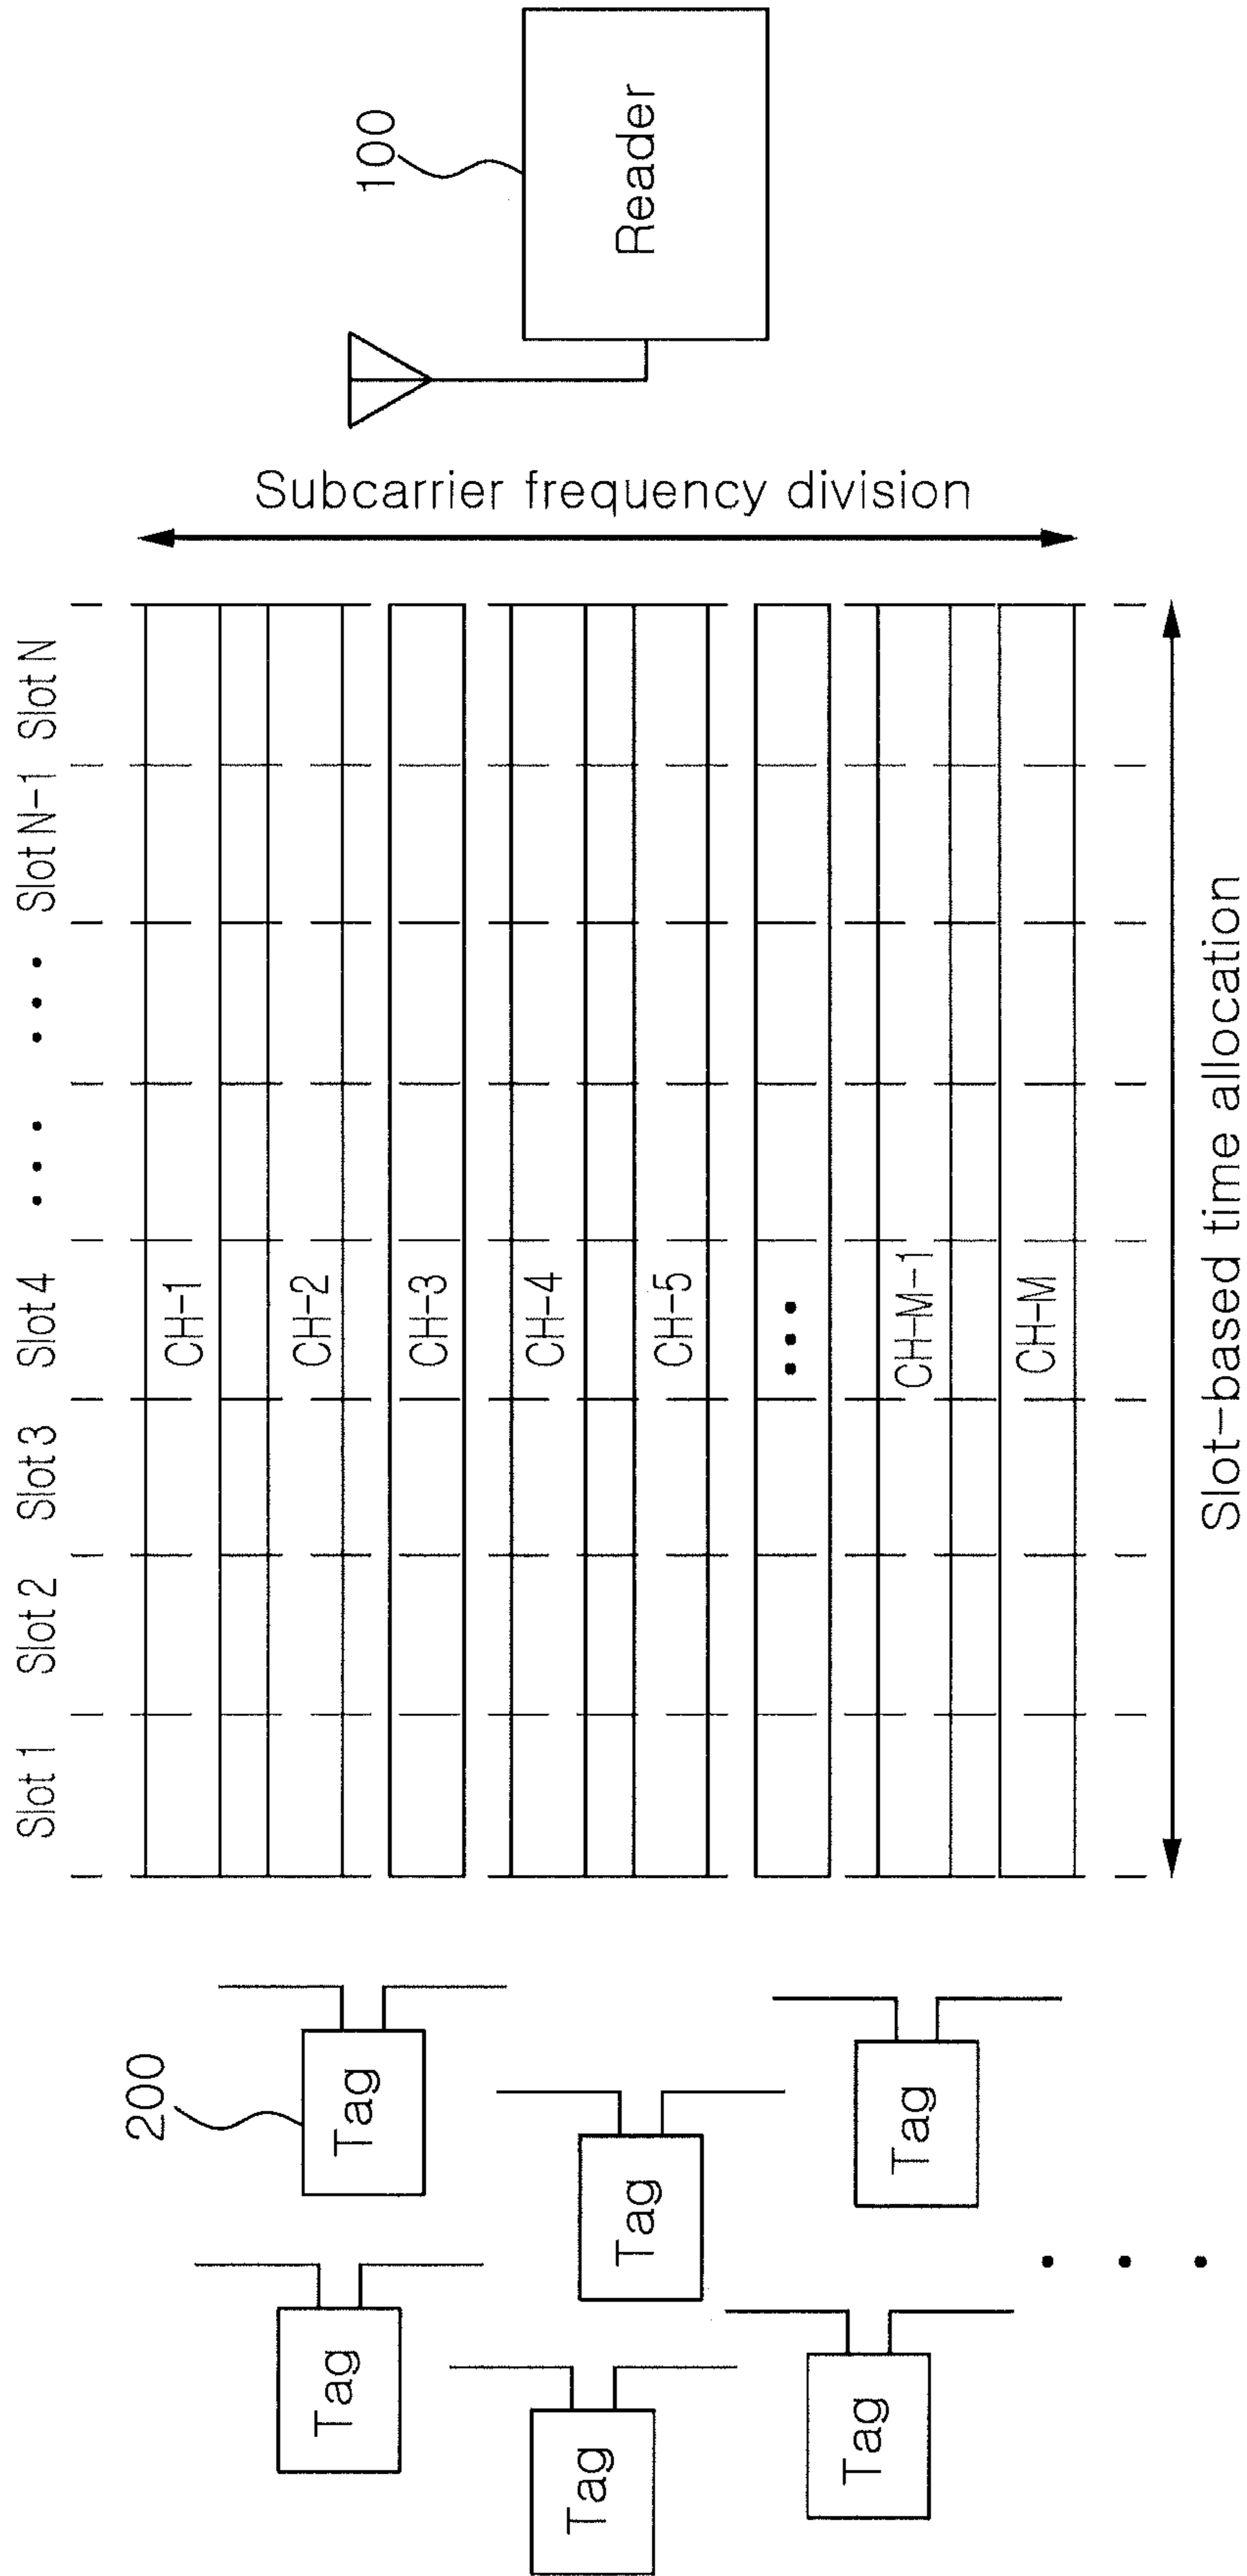 Slot 1 Slot 2 Slot 3 Slot 4 • • • • • • Slot N-1 Slot N
CH-1
CH-2
CH-3
CH-4
CH-5
• • •
CH-M-1
CH-M
Subcarrier frequency division
Slot-based time allocation
100
Reader
200
Tag
Tag
Tag
Tag
Tag
Tag
• • •